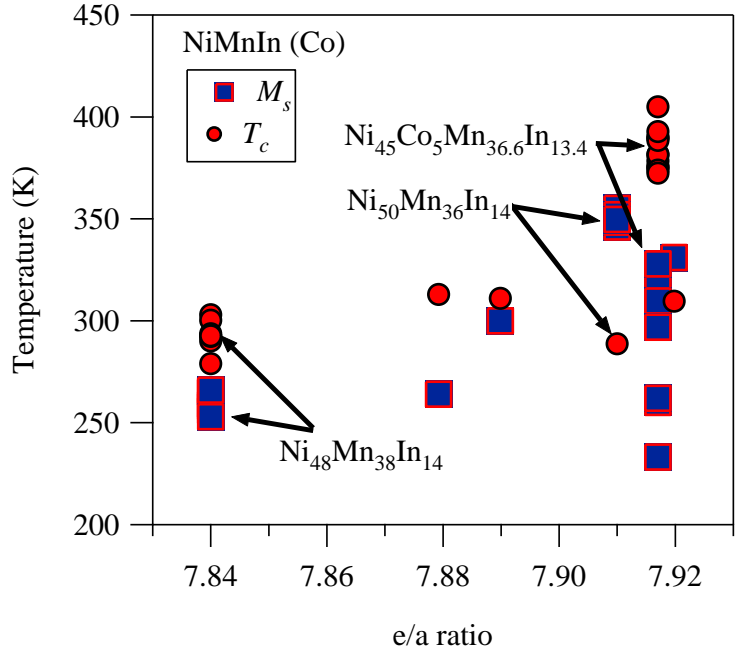 NiMnIn (Co)
M_s
T_c
Ni₄₅Co₅Mn₃₆.₆In₁₃.₄
Ni₅₀Mn₃₆In₁₄
Ni₄₈Mn₃₈In₁₄
Temperature (K)
450
400
350
300
250
200
7.84 7.86 7.88 7.90 7.92
e/a ratio